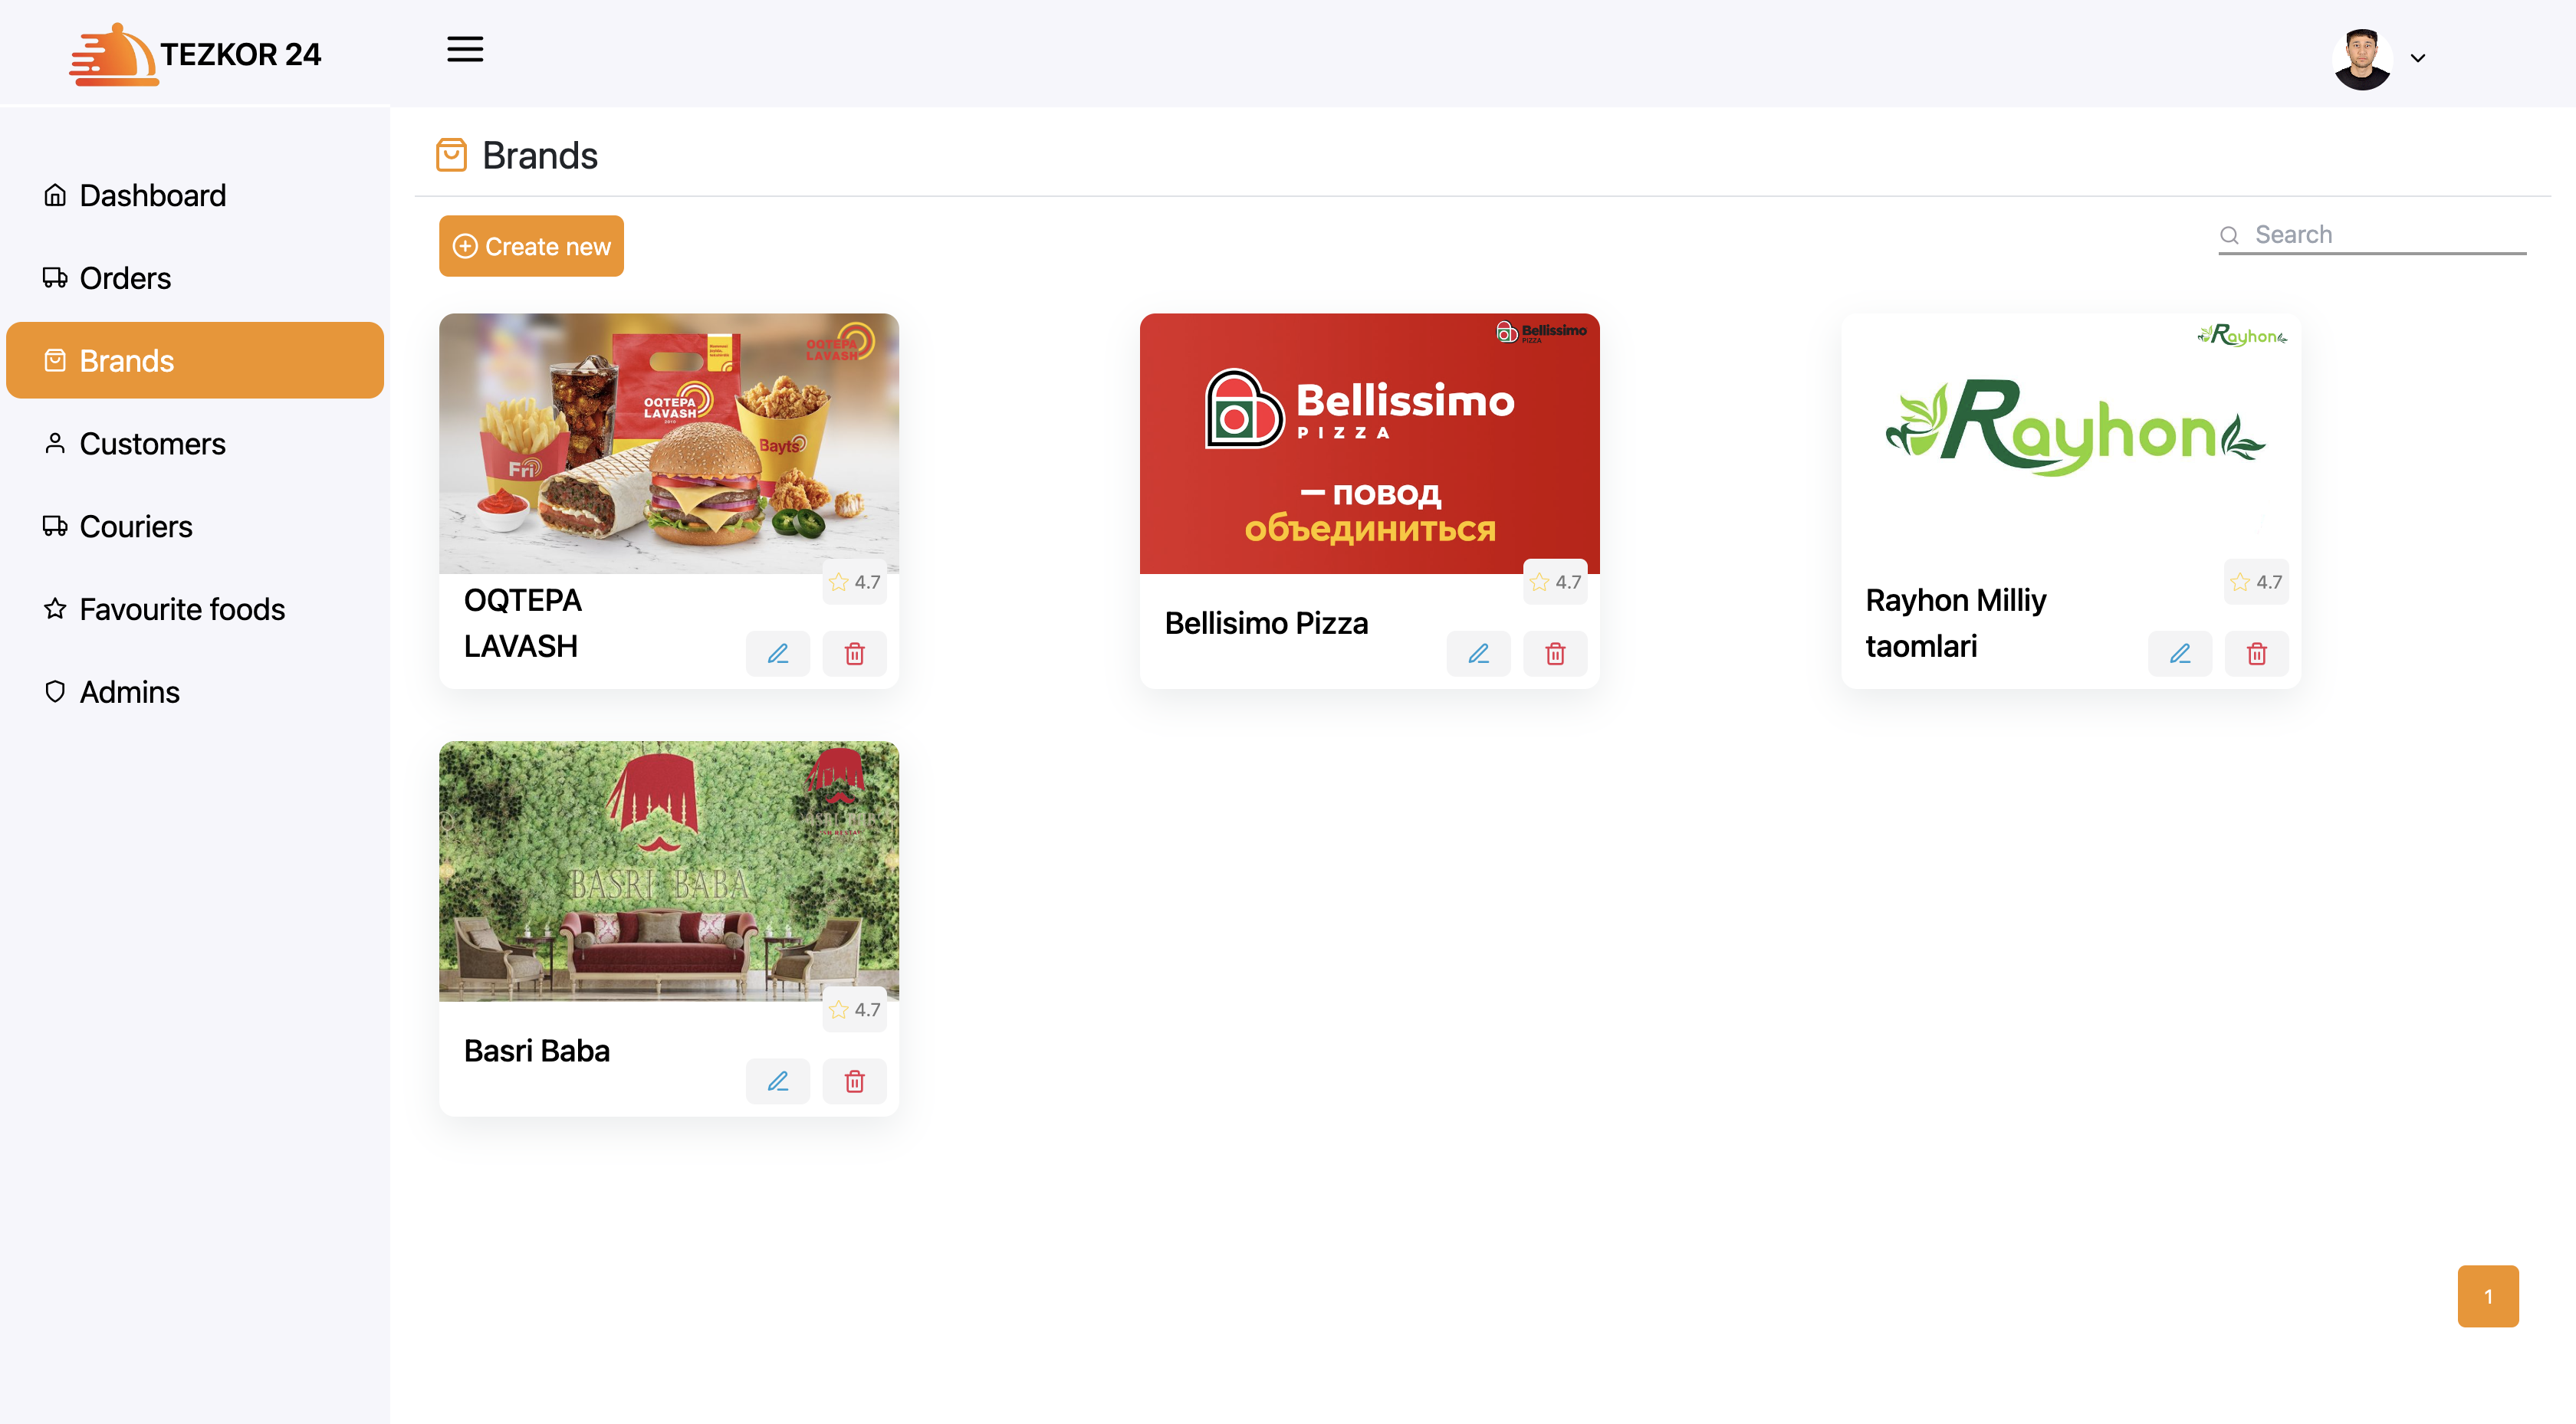 TEZKOR 24
Dashboard
Orders
Brands
Customers
Couriers
Favourite foods
Admins
Brands
Create new
Search
OQTEPA
LAVASH
OQTEPA
LAVASH
Fri
Bayts
4.7
OQTEPA
LAVASH
Bellissimo
PIZZA
Bellissimo
PIZZA
— повод
объединиться
4.7
Bellisimo Pizza
Rayhon
Rayhon
4.7
Rayhon Milliy
taomlari
BASRI BABA
4.7
Basri Baba
1